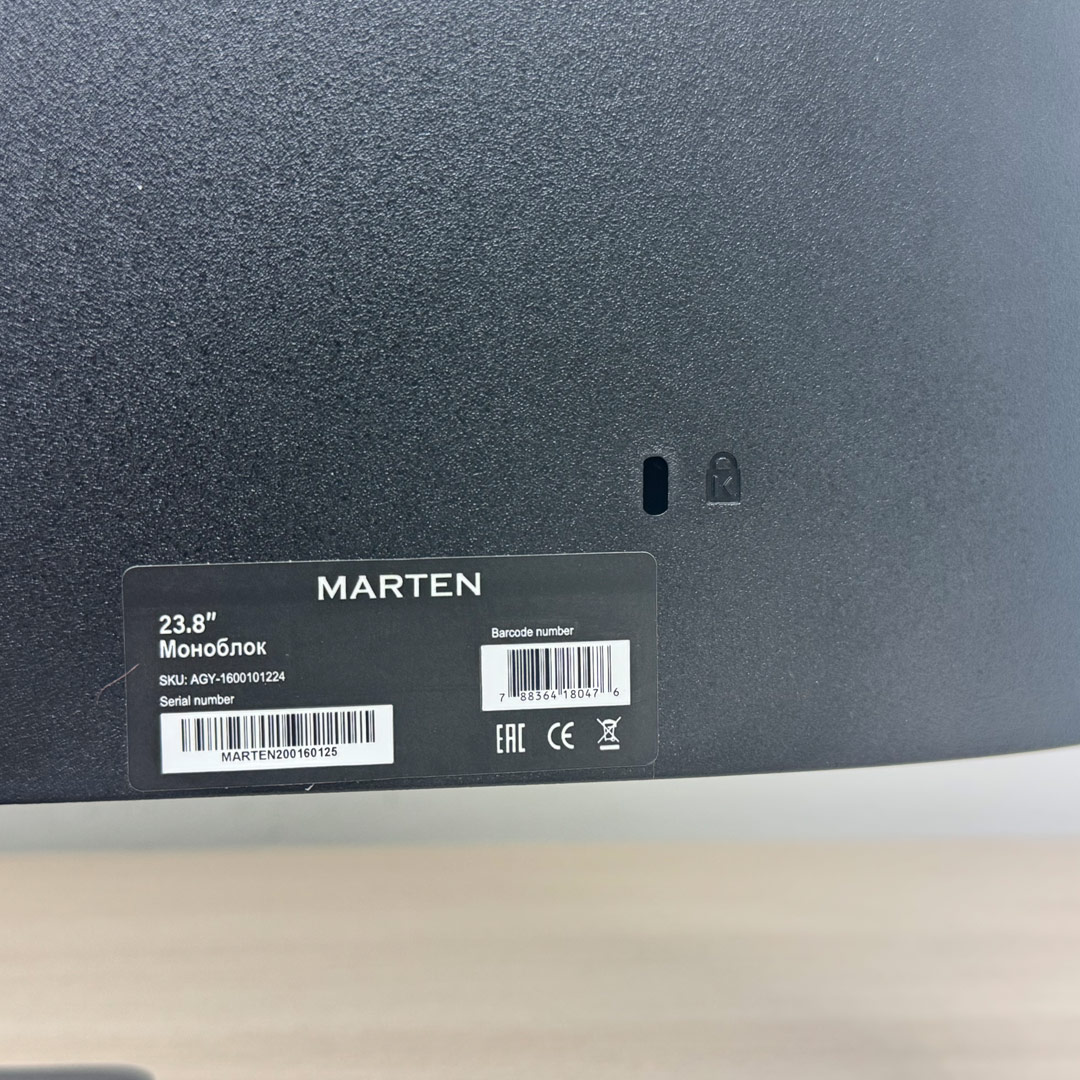 MARTEN
23.8"
Моноблок
SKU: AGY-1600101224
Serial number
MARTEN200160125
Barcode number
7 88364 18047 6
EAC CE
K